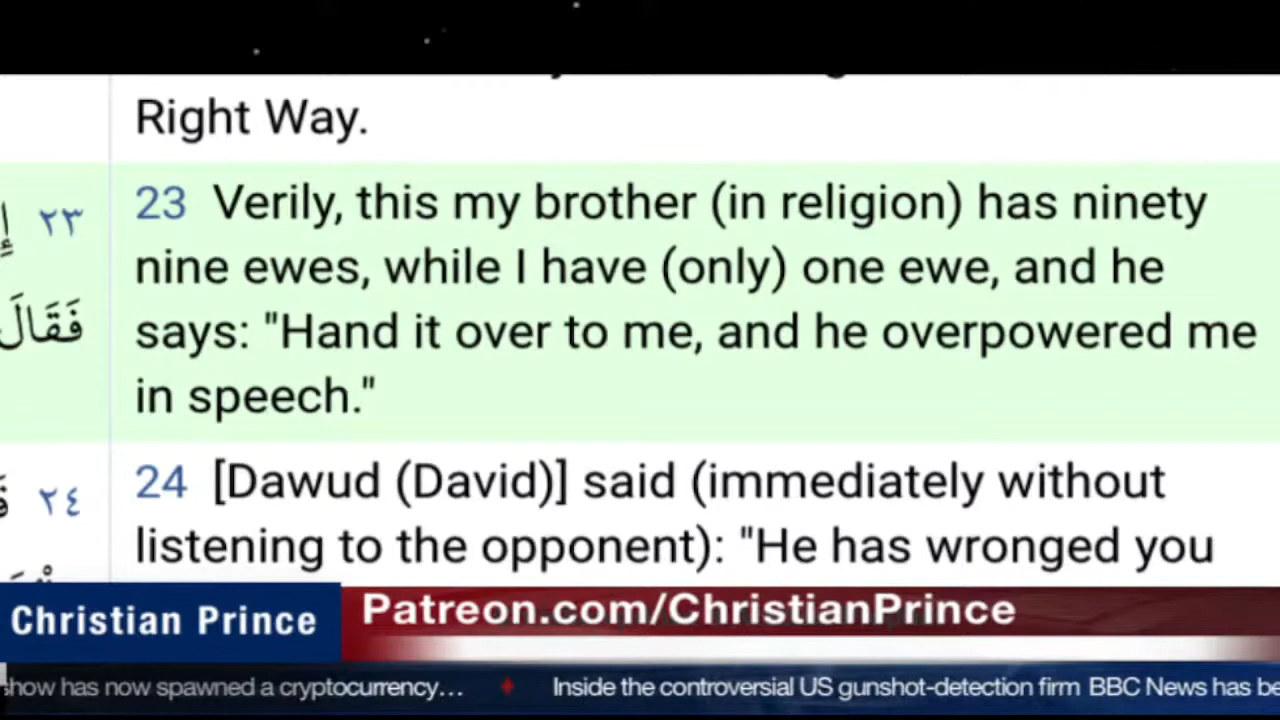 Right Way.
23 Verily, this my brother (in religion) has ninety
٢٣
nine ewes, while I have (only) one ewe, and he
says: "Hand it over to me, and he overpowered me
فَقَالَ
in speech."
24 [Dawud (David)] said (immediately without
٢٤
listening to the opponent): "He has wronged you
Christian Prince
Patreon.com/ChristianPrince
show has now spawned a cryptocurrency... ♦ Inside the controversial US gunshot-detection firm BBC News has be